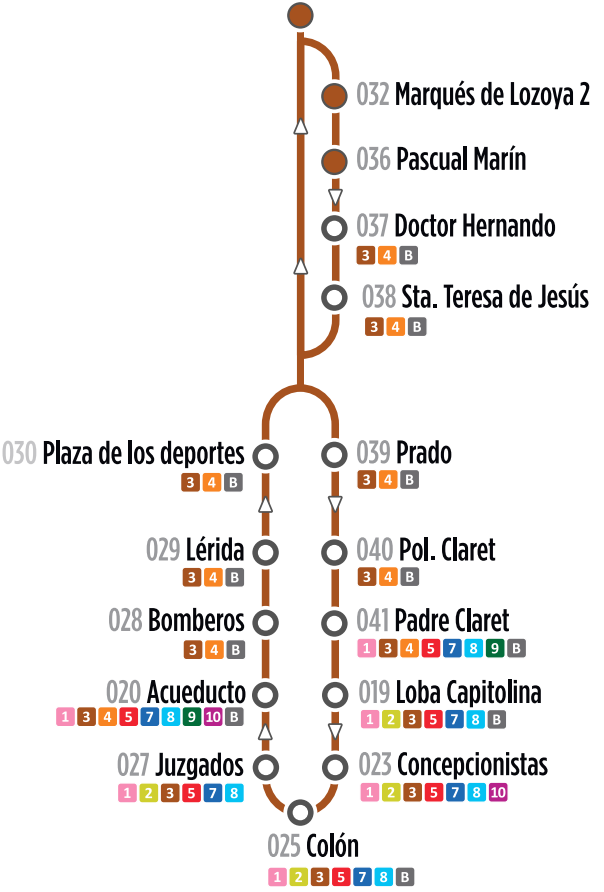 032 Marqués de Lozoya 2
036 Pascual Marín
037 Doctor Hernando
3 4 B
038 Sta. Teresa de Jesús
3 4 B
030 Plaza de los deportes
3 4 B
039 Prado
3 4 B
029 Lérida
3 4 B
040 Pol. Claret
3 4 B
028 Bomberos
3 4 B
041 Padre Claret
1 3 4 5 7 8 9 B
020 Acueducto
1 3 4 5 7 8 9 10 B
019 Loba Capitolina
1 2 3 5 7 8 B
027 Juzgados
1 2 3 5 7 8
023 Concepcionistas
1 2 3 5 7 8 10
025 Colón
1 2 3 5 7 8 B